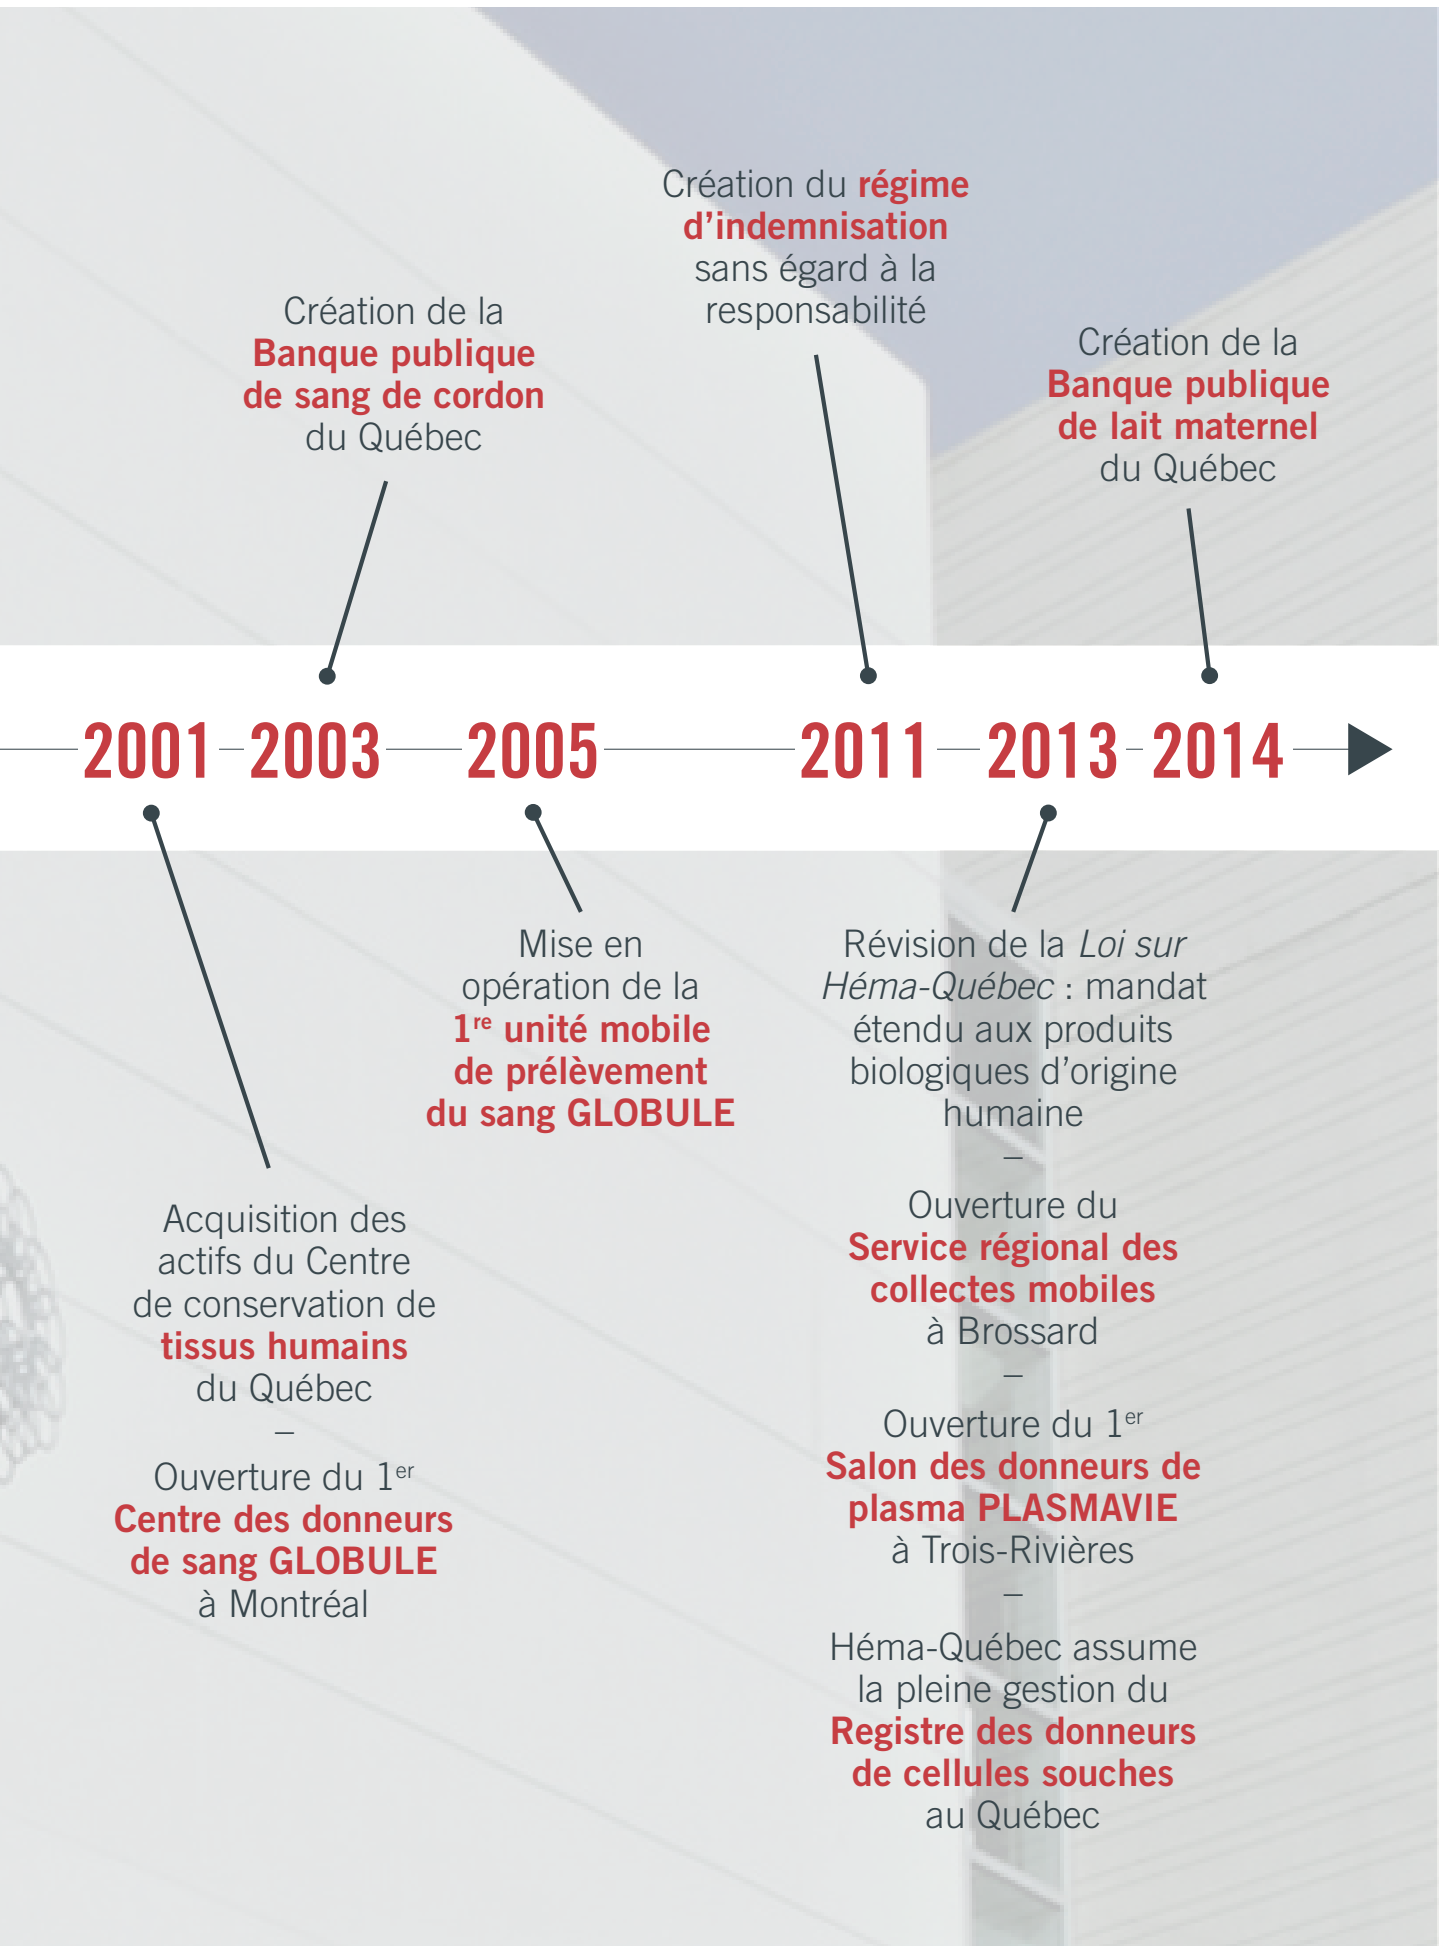 Création du régime
d'indemnisation
sans égard à la
responsabilité
Création de la
Banque publique
de sang de cordon
du Québec
Création de la
Banque publique
de lait maternel
du Québec
2001 2003 2005 2011 2013 2014
Mise en
opération de la
1re unité mobile
de prélèvement
du sang GLOBULE
Révision de la Loi sur
Héma-Québec : mandat
étendu aux produits
biologiques d'origine
humaine
–
Ouverture du
Service régional des
collectes mobiles
à Brossard
–
Ouverture du 1er
Salon des donneurs de
plasma PLASMAVIE
à Trois-Rivières
–
Héma-Québec assume
la pleine gestion du
Registre des donneurs
de cellules souches
au Québec
Acquisition des
actifs du Centre
de conservation de
tissus humains
du Québec
–
Ouverture du 1er
Centre des donneurs
de sang GLOBULE
à Montréal